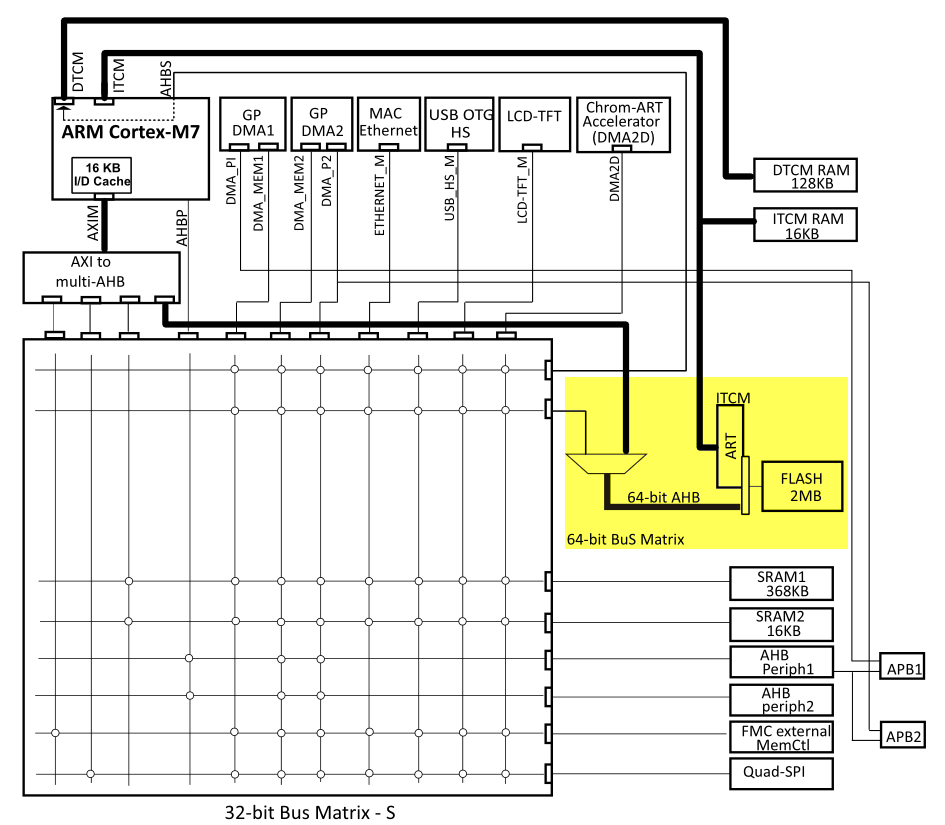 DTCM
ITCM
AHBS
ARM Cortex-M7
16 KB
I/D Cache
GP
DMA1
GP
DMA2
MAC
Ethernet
USB OTG
HS
LCD-TFT
Chrom-ART
Accelerator
(DMA2D)
DTCM RAM
128KB
ITCM RAM
16KB
AXIM
AHBP
DMA_PI
DMA_MEM1
DMA_MEM2
DMA_P2
ETHERNET_M
USB_HS_M
LCD-TFT_M
DMA2D
AXI to
multi-AHB
ITCM
ART
FLASH
2MB
64-bit AHB
64-bit BuS Matrix
SRAM1
368KB
SRAM2
16KB
AHB
Periph1
APB1
AHB
periph2
FMC external
MemCtl
APB2
Quad-SPI
32-bit Bus Matrix - S